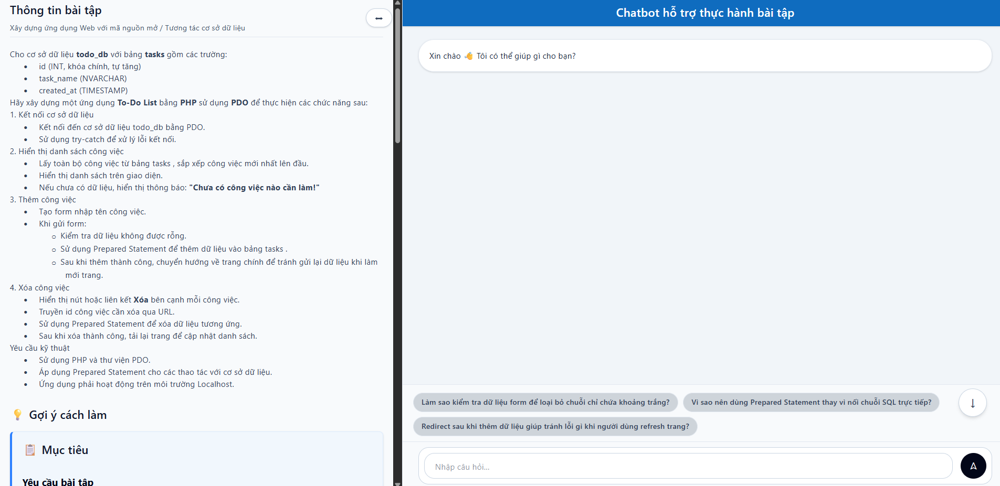 Thông tin bài tập
Xây dựng ứng dụng Web với mã nguồn mở / Tương tác cơ sở dữ liệu
Cho cơ sở dữ liệu todo_db với bảng tasks gồm các trường:
• id (INT, khóa chính, tự tăng)
• task_name (NVARCHAR)
• created_at (TIMESTAMP)
Hãy xây dựng một ứng dụng To-Do List bằng PHP sử dụng PDO để thực hiện các chức năng sau:
1. Kết nối cơ sở dữ liệu
• Kết nối đến cơ sở dữ liệu todo_db bằng PDO.
• Sử dụng try-catch để xử lý lỗi kết nối.
2. Hiển thị danh sách công việc
• Lấy toàn bộ công việc từ bảng tasks , sắp xếp công việc mới nhất lên đầu.
• Hiển thị danh sách trên giao diện.
• Nếu chưa có dữ liệu, hiển thị thông báo: "Chưa có công việc nào cần làm!"
3. Thêm công việc
• Tạo form nhập tên công việc.
• Khi gửi form:
o Kiểm tra dữ liệu không được rỗng.
o Sử dụng Prepared Statement để thêm dữ liệu vào bảng tasks .
o Sau khi thêm thành công, chuyển hướng về trang chính để tránh gửi lại dữ liệu khi làm
mới trang.
4. Xóa công việc
• Hiển thị nút hoặc liên kết Xóa bên cạnh mỗi công việc.
• Truyền id công việc cần xóa qua URL.
• Sử dụng Prepared Statement để xóa dữ liệu tương ứng.
• Sau khi xóa thành công, tải lại trang để cập nhật danh sách.
Yêu cầu kỹ thuật
• Sử dụng PHP và thư viện PDO.
• Áp dụng Prepared Statement cho các thao tác với cơ sở dữ liệu.
• Ứng dụng phải hoạt động trên môi trường Localhost.
💡 Gợi ý cách làm
📋 Mục tiêu
Yêu cầu bài tập
Chatbot hỗ trợ thực hành bài tập
Xin chào 👋 Tôi có thể giúp gì cho bạn?
Làm sao kiểm tra dữ liệu form để loại bỏ chuỗi chỉ chứa khoảng trắng?
Vì sao nên dùng Prepared Statement thay vì nối chuỗi SQL trực tiếp?
Redirect sau khi thêm dữ liệu giúp tránh lỗi gì khi người dùng refresh trang?
Nhập câu hỏi...